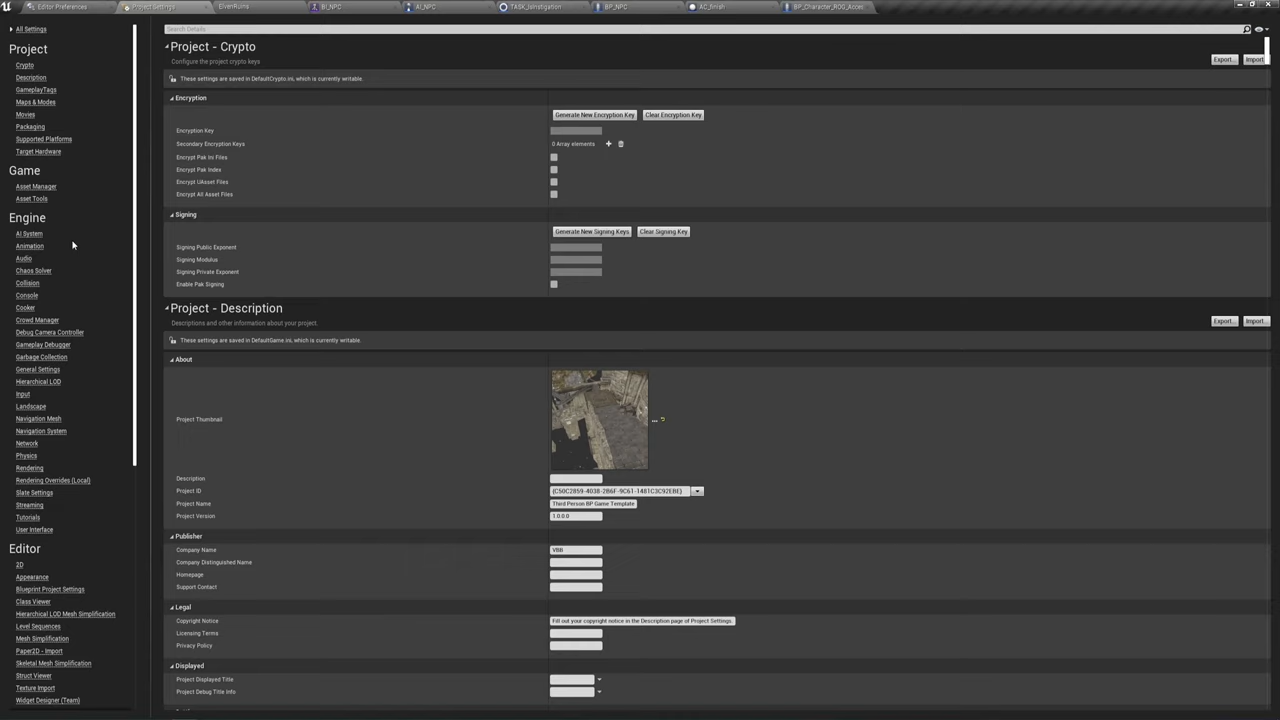 Editor Preferences
Project Settings
ElvenRuins
BI_NPC
AI_NPC
TASK_IsInstigation
BP_NPC
AC_finish
BP_Character_ROG_Acces
All Settings
Project
Crypto
Description
GameplayTags
Maps & Modes
Movies
Packaging
Supported Platforms
Target Hardware
Game
Asset Manager
Asset Tools
Engine
AI System
Animation
Audio
Chaos Solver
Collision
Console
Cooker
Crowd Manager
Debug Camera Controller
Gameplay Debugger
Garbage Collection
General Settings
Hierarchical LOD
Input
Landscape
Navigation Mesh
Navigation System
Network
Physics
Rendering
Rendering Overrides (Local)
Slate Settings
Streaming
Tutorials
User Interface
Editor
2D
Appearance
Blueprint Project Settings
Class Viewer
Hierarchical LOD Mesh Simplification
Level Sequences
Mesh Simplification
Paper2D - Import
Skeletal Mesh Simplification
Struct Viewer
Texture Import
Widget Designer (Team)
Search Details
Project - Crypto
Configure the project crypto keys
Export...
Import
These settings are saved in DefaultCrypto.ini, which is currently writable.
Encryption
Generate New Encryption Key
Clear Encryption Key
Encryption Key
Secondary Encryption Keys
0 Array elements
Encrypt Pak Ini Files
Encrypt Pak Index
Encrypt UAsset Files
Encrypt All Asset Files
Signing
Generate New Signing Keys
Clear Signing Key
Signing Public Exponent
Signing Modulus
Signing Private Exponent
Enable Pak Signing
Project - Description
Descriptions and other information about your project.
Export...
Import...
These settings are saved in DefaultGame.ini, which is currently writable.
About
Project Thumbnail
Description
Project ID
{C50C2859-4038-2B6F-9C61-1481C3C92EBE}
Project Name
Third Person BP Game Template
Project Version
1.0.0.0
Publisher
Company Name
Company Distinguished Name
Homepage
Support Contact
Legal
Copyright Notice
Fill out your copyright notice in the Description page of Project Settings.
Licensing Terms
Privacy Policy
Displayed
Project Displayed Title
Project Debug Title Info